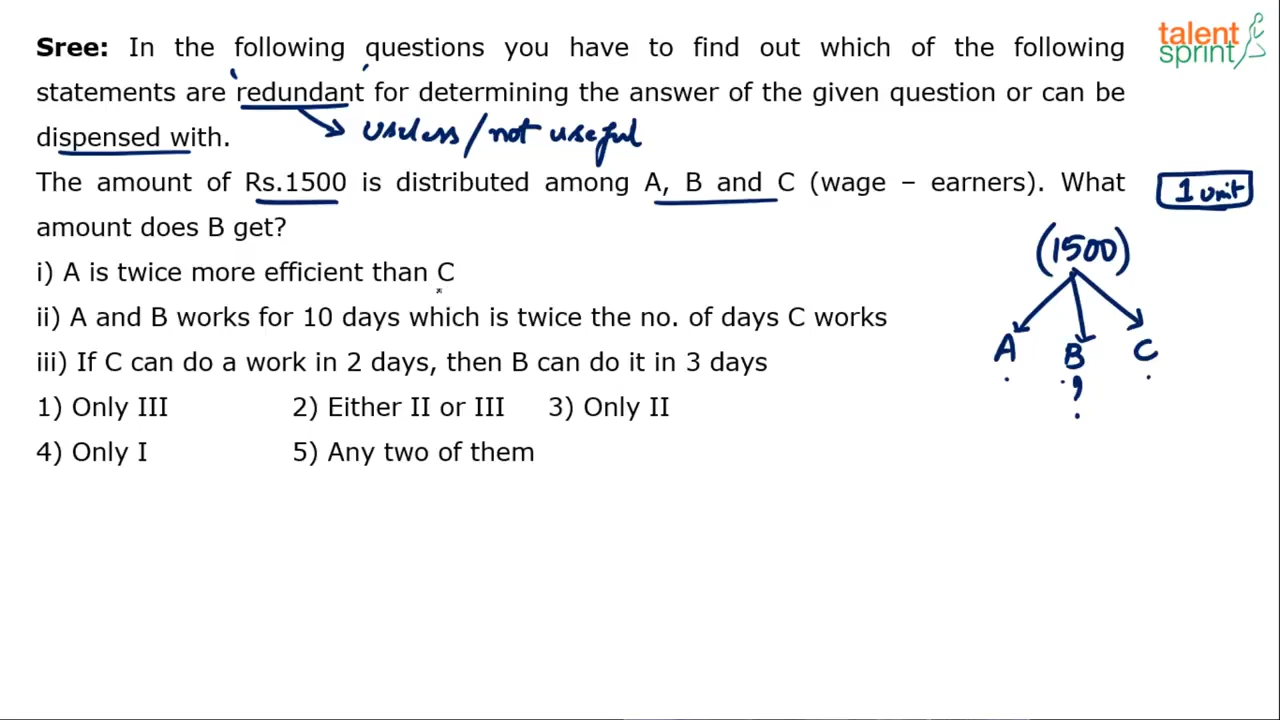 talent
sprint
Sree: In the following questions you have to find out which of the following
statements are redundant for determining the answer of the given question or can be
dispensed with.
useless / not useful
The amount of Rs.1500 is distributed among A, B and C (wage – earners). What
1 unit
amount does B get?
(1500)
i) A is twice more efficient than C
ii) A and B works for 10 days which is twice the no. of days C works
A B C
?
iii) If C can do a work in 2 days, then B can do it in 3 days
1) Only III 2) Either II or III 3) Only II
4) Only I 5) Any two of them